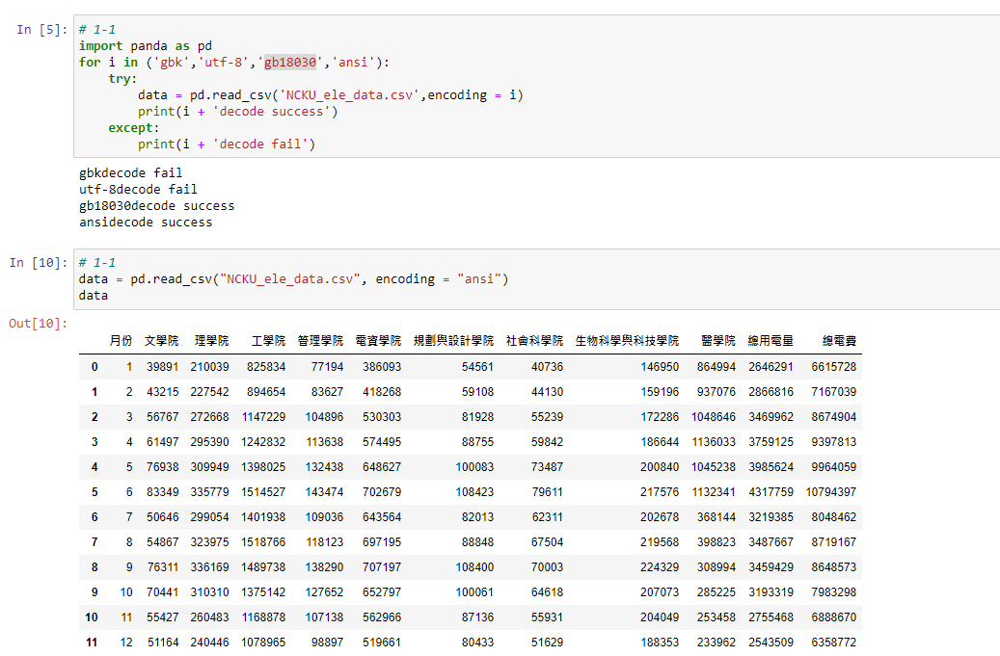 In [5]: # 1-1
import panda as pd
for i in ('gbk','utf-8','gb18030','ansi'):
    try:
        data = pd.read_csv('NCKU_ele_data.csv',encoding = i)
        print(i + 'decode success')
    except:
        print(i + 'decode fail')
gbkdecode fail
utf-8decode fail
gb18030decode success
ansidecode success
In [10]: # 1-1
data = pd.read_csv("NCKU_ele_data.csv", encoding = "ansi")
data
Out[10]:
月份 文學院 理學院 工學院 管理學院 電資學院 規劃與設計學院 社會科學院 生物科學與科技學院 醫學院 總用電量 總電費
0 1 39891 210039 825834 77194 386093 54561 40736 146950 864994 2646291 6615728
1 2 43215 227542 894654 83627 418268 59108 44130 159196 937076 2866816 7167039
2 3 56767 272668 1147229 104896 530303 81928 55239 172286 1048646 3469962 8674904
3 4 61497 295390 1242832 113638 574495 88755 59842 186644 1136033 3759125 9397813
4 5 76938 309949 1398025 132438 648627 100083 73487 200840 1045238 3985624 9964059
5 6 83349 335779 1514527 143474 702679 108423 79611 217576 1132341 4317759 10794397
6 7 50646 299054 1401938 109036 643564 82013 62311 202678 368144 3219385 8048462
7 8 54867 323975 1518766 118123 697195 88848 67504 219568 398823 3487667 8719167
8 9 76311 336169 1489738 138290 707197 108400 70003 224329 308994 3459429 8648573
9 10 70441 310310 1375142 127652 652797 100061 64618 207073 285225 3193319 7983298
10 11 55427 260483 1168878 107138 562966 87136 55931 204049 253458 2755468 6888670
11 12 51164 240446 1078965 98897 519661 80433 51629 188353 233962 2543509 6358772